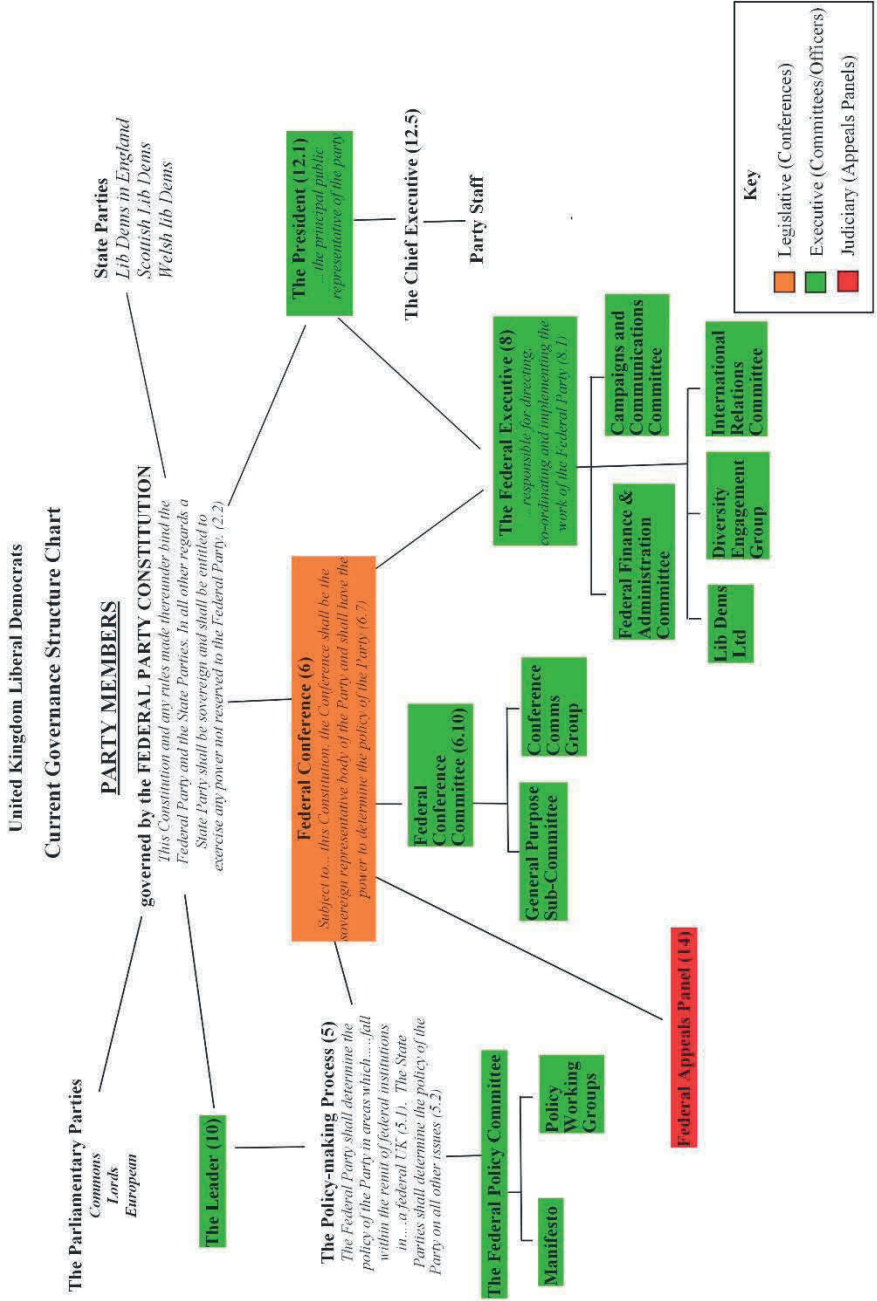 United Kingdom Liberal Democrats
Current Governance Structure Chart
PARTY MEMBERS
governed by the FEDERAL PARTY CONSTITUTION
This Constitution and any rules made thereunder bind the
Federal Party and the State Parties. In all other regards a
State Party shall be sovereign and shall be entitled to
exercise any power not reserved to the Federal Party. (2.2)
The Parliamentary Parties
Commons
Lords
European
State Parties
Lib Dems in England
Scottish Lib Dems
Welsh lib Dems
The Leader (10)
The President (12.1)
...the principal public
representative of the party
The Chief Executive (12.5)
Party Staff
Federal Conference (6)
Subject to... this Constitution, the Conference shall be the
sovereign representative body of the Party and shall have the
power to determine the policy of the Party (6.7)
The Policy-making Process (5)
The Federal Party shall determine the
policy of the Party in areas which....fall
within the remit of federal institutions
in....a federal UK (5.1). The State
Parties shall determine the policy of the
Party on all other issues (5.2)
Federal
Conference
Committee (6.10)
General Purpose
Sub-Committee
Conference
Comms
Group
The Federal Executive (8)
...responsible for directing,
co-ordinating and implementing the
work of the Federal Party (8.1)
The Federal Policy Committee
Manifesto
Policy
Working
Groups
Federal Finance &
Administration
Committee
Campaigns and
Communications
Committee
Lib Dems
Ltd
Diversity
Engagement
Group
International
Relations
Committee
Federal Appeals Panel (14)
Key
Legislative (Conferences)
Executive (Committees/Officers)
Judiciary (Appeals Panels)